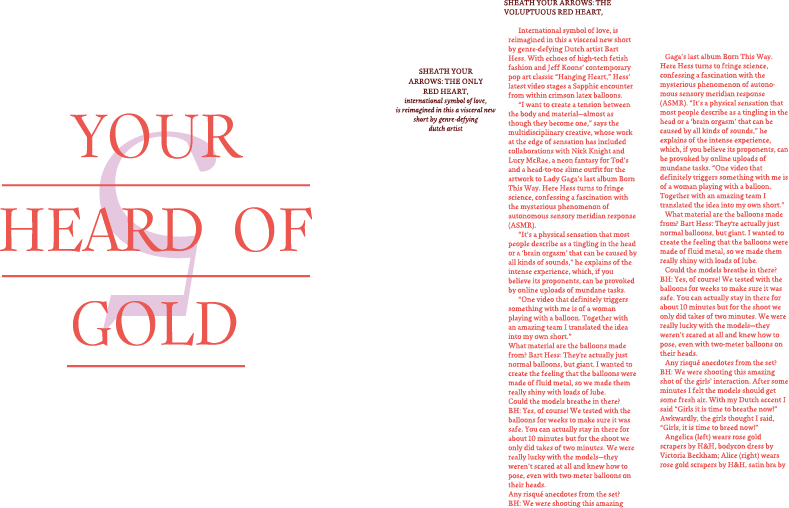 YOUR
HEARD OF
GOLD
5
SHEATH YOUR
ARROWS: THE ONLY
RED HEART,
international symbol of love,
is reimagined in this a visceral new
short by genre-defying
dutch artist
SHEATH YOUR ARROWS: THE
VOLUPTUOUS RED HEART,
International symbol of love, is
reimagined in this a visceral new short
by genre-defying Dutch artist Bart
Hess. With echoes of high-tech fetish
fashion and Jeff Koons' contemporary
pop art classic "Hanging Heart," Hess'
latest video stages a Sapphic encounter
from within crimson latex balloons.
"I want to create a tension between
the body and material—almost as
though they become one," says the
multidisciplinary creative, whose work
at the edge of sensation has included
collaborations with Nick Knight and
Lucy McRae, a neon fantasy for Tod's
and a head-to-toe slime outfit for the
artwork to Lady Gaga's last album Born
This Way. Here Hess turns to fringe
science, confessing a fascination with
the mysterious phenomenon of
autonomous sensory meridian response
(ASMR).
"It's a physical sensation that most
people describe as a tingling in the head
or a 'brain orgasm' that can be caused by
all kinds of sounds," he explains of the
intense experience, which, if you
believe its proponents, can be provoked
by online uploads of mundane tasks.
"One video that definitely triggers
something with me is of a woman
playing with a balloon. Together with
an amazing team I translated the idea
into my own short."
What material are the balloons made
from? Bart Hess: They're actually just
normal balloons, but giant. I wanted to
create the feeling that the balloons were
made of fluid metal, so we made them
really shiny with loads of lube.
Could the models breathe in there?
BH: Yes, of course! We tested with the
balloons for weeks to make sure it was
safe. You can actually stay in there for
about 10 minutes but for the shoot we
only did takes of two minutes. We were
really lucky with the models—they
weren't scared at all and knew how to
pose, even with two-meter balloons on
their heads.
Any risqué anecdotes from the set?
BH: We were shooting this amazing
Gaga's last album Born This Way.
Here Hess turns to fringe science,
confessing a fascination with the
mysterious phenomenon of autono-
mous sensory meridian response
(ASMR). "It's a physical sensation that
most people describe as a tingling in the
head or a 'brain orgasm' that can be
caused by all kinds of sounds," he
explains of the intense experience,
which, if you believe its proponents, can
be provoked by online uploads of
mundane tasks. "One video that
definitely triggers something with me is
of a woman playing with a balloon.
Together with an amazing team I
translated the idea into my own short."
What material are the balloons made
from? Bart Hess: They're actually just
normal balloons, but giant. I wanted to
create the feeling that the balloons were
made of fluid metal, so we made them
really shiny with loads of lube.
Could the models breathe in there?
BH: Yes, of course! We tested with the
balloons for weeks to make sure it was
safe. You can actually stay in there for
about 10 minutes but for the shoot we
only did takes of two minutes. We were
really lucky with the models—they
weren't scared at all and knew how to
pose, even with two-meter balloons on
their heads.
Any risqué anecdotes from the set?
BH: We were shooting this amazing
shot of the girls' interaction. After some
minutes I felt the models should get
some fresh air. With my Dutch accent I
said "Girls it is time to breathe now!"
Awkwardly, the girls thought I said,
"Girls, it is time to breed now!"
Angelica (left) wears rose gold
scrapers by H&H, bodycon dress by
Victoria Beckham; Alice (right) wears
rose gold scrapers by H&H, satin bra by